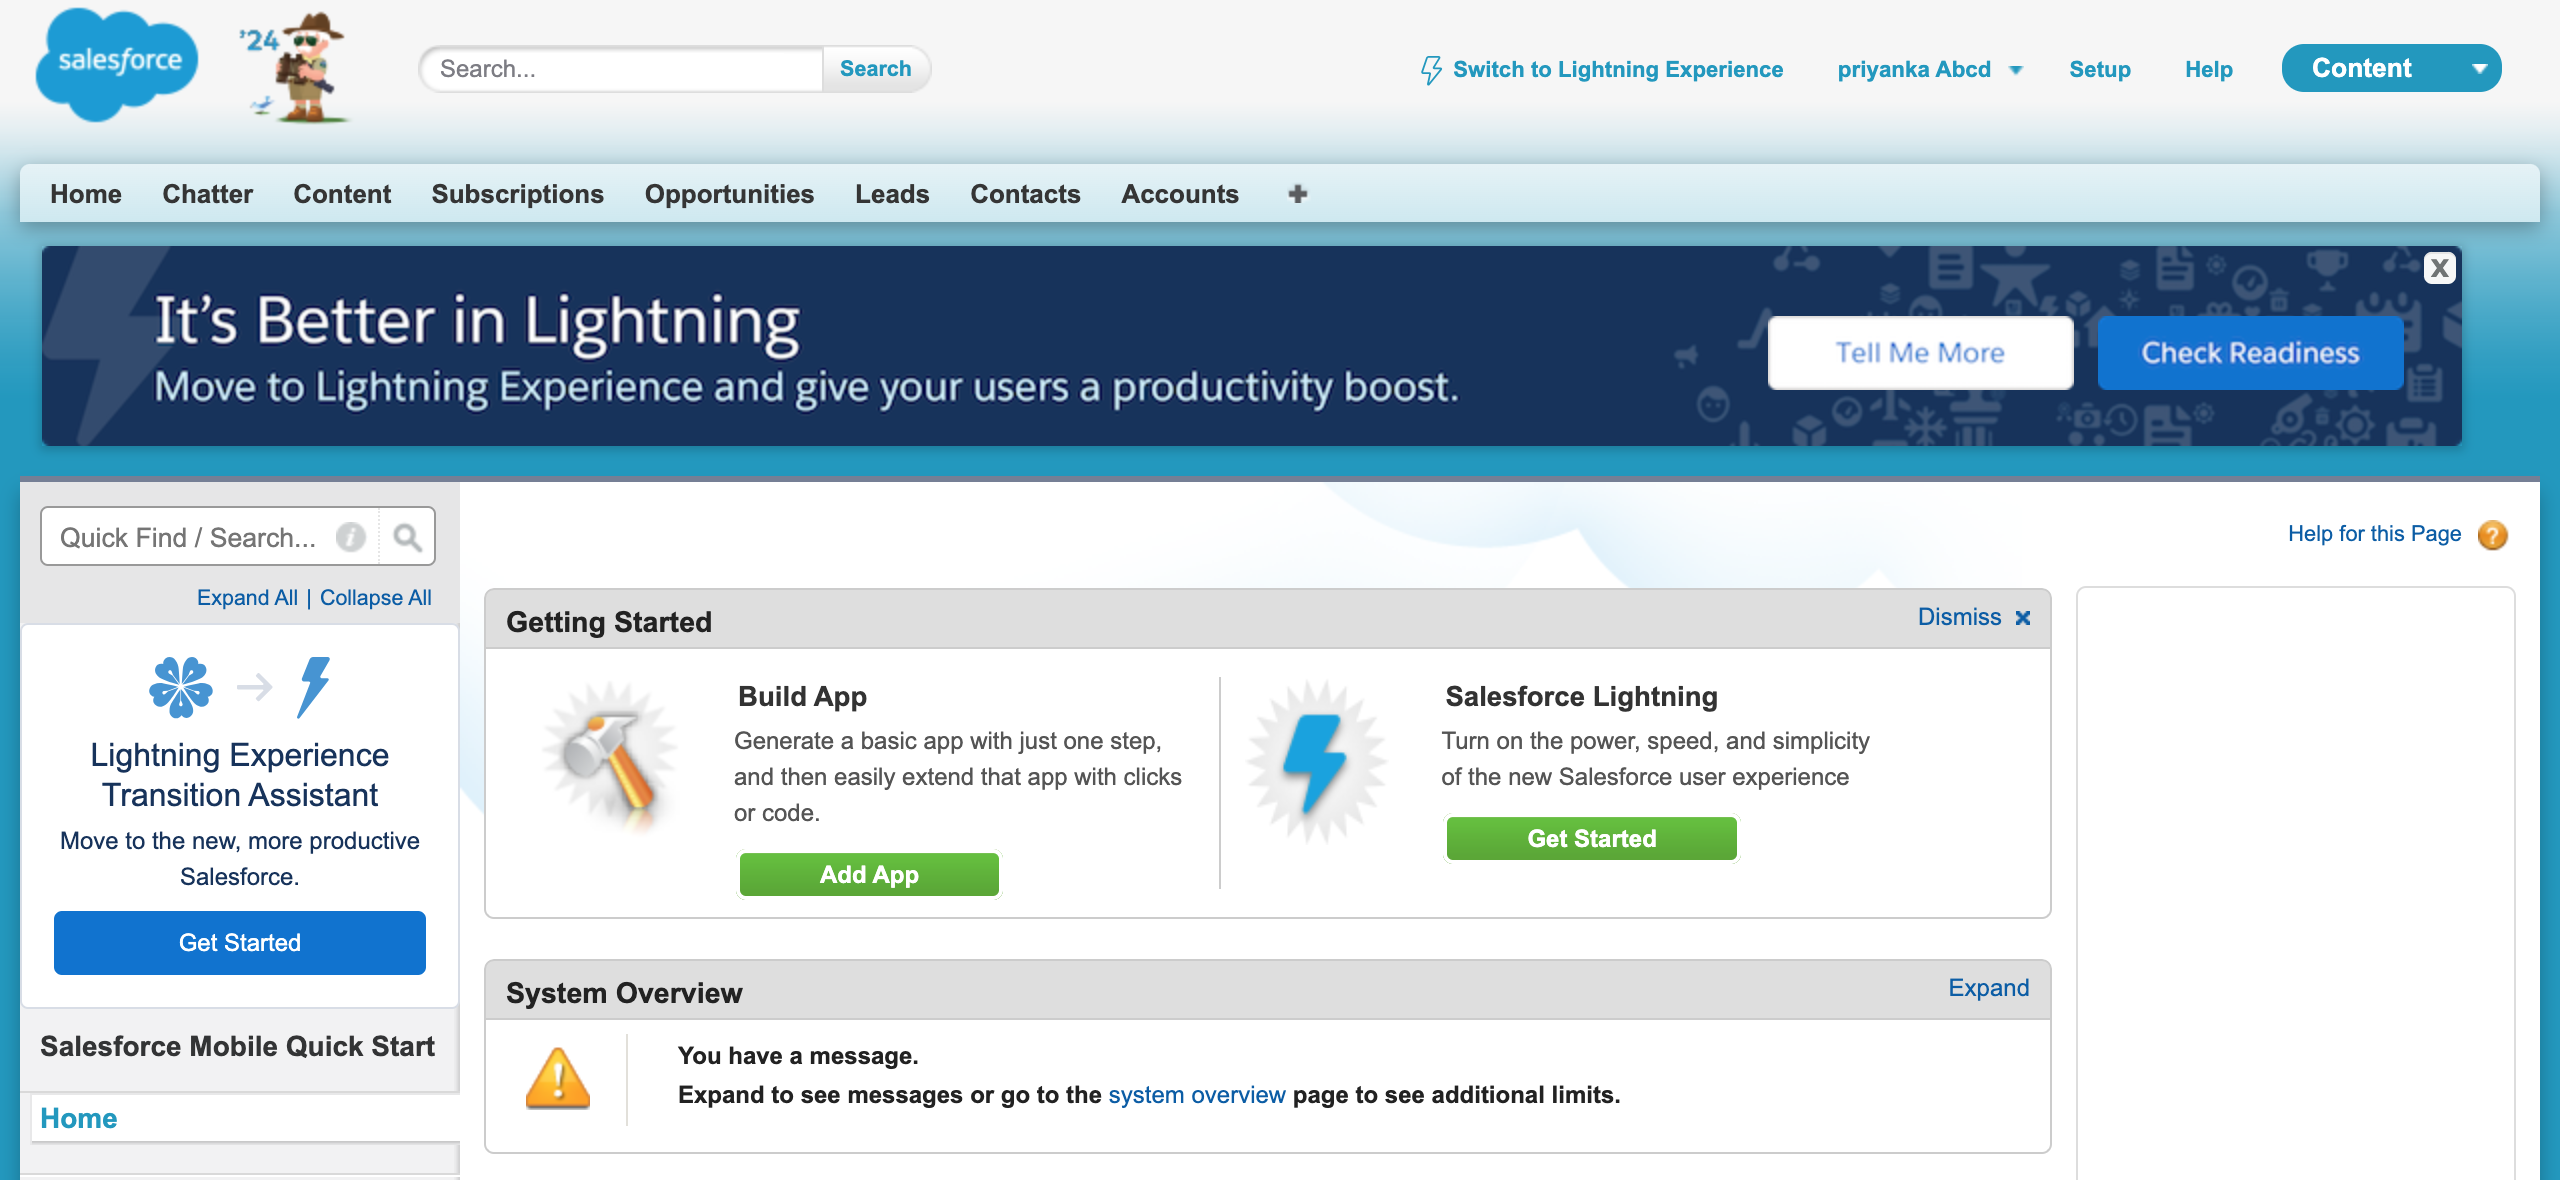 salesforce
’24
Search...
Search
Switch to Lightning Experience
priyanka Abcd
Setup
Help
Content
Home
Chatter
Content
Subscriptions
Opportunities
Leads
Contacts
Accounts
It’s Better in Lightning
Move to Lightning Experience and give your users a productivity boost.
Tell Me More
Check Readiness
X
Quick Find / Search...
Expand All | Collapse All
Lightning Experience
Transition Assistant
Move to the new, more productive
Salesforce.
Get Started
Salesforce Mobile Quick Start
Home
Help for this Page
Getting Started
Dismiss
Build App
Generate a basic app with just one step,
and then easily extend that app with clicks
or code.
Add App
Salesforce Lightning
Turn on the power, speed, and simplicity
of the new Salesforce user experience
Get Started
System Overview
Expand
You have a message.
Expand to see messages or go to the system overview page to see additional limits.